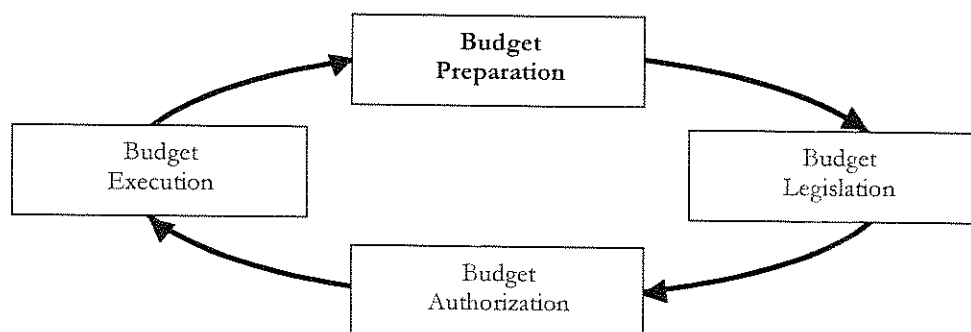 Budget
Preparation
Budget
Legislation
Budget
Authorization
Budget
Execution